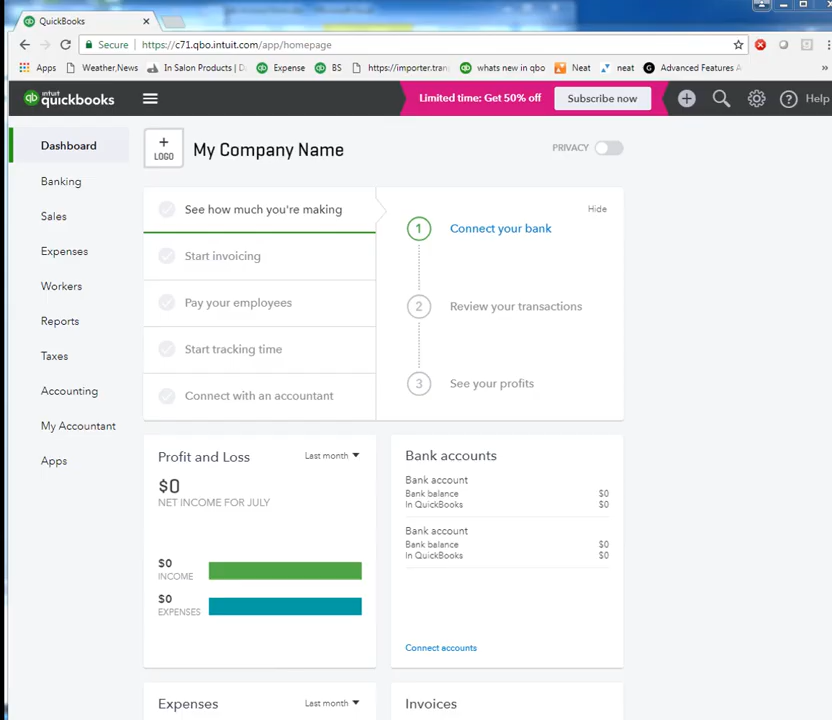 QuickBooks
Secure https://c71.qbo.intuit.com/app/homepage
Apps Weather,News In Salon Products | D Expense BS https://importer.tran whats new in qbo Neat neat Advanced Features A »
intuit
quickbooks
Limited time: Get 50% off Subscribe now Help
Dashboard
Banking
Sales
Expenses
Workers
Reports
Taxes
Accounting
My Accountant
Apps
+
LOGO
My Company Name
PRIVACY
See how much you're making
Start invoicing
Pay your employees
Start tracking time
Connect with an accountant
Hide
1 Connect your bank
2 Review your transactions
3 See your profits
Profit and Loss Last month
$0
NET INCOME FOR JULY
$0
INCOME
$0
EXPENSES
Bank accounts
Bank account
Bank balance $0
In QuickBooks $0
Bank account
Bank balance $0
In QuickBooks $0
Connect accounts
Expenses Last month
Invoices